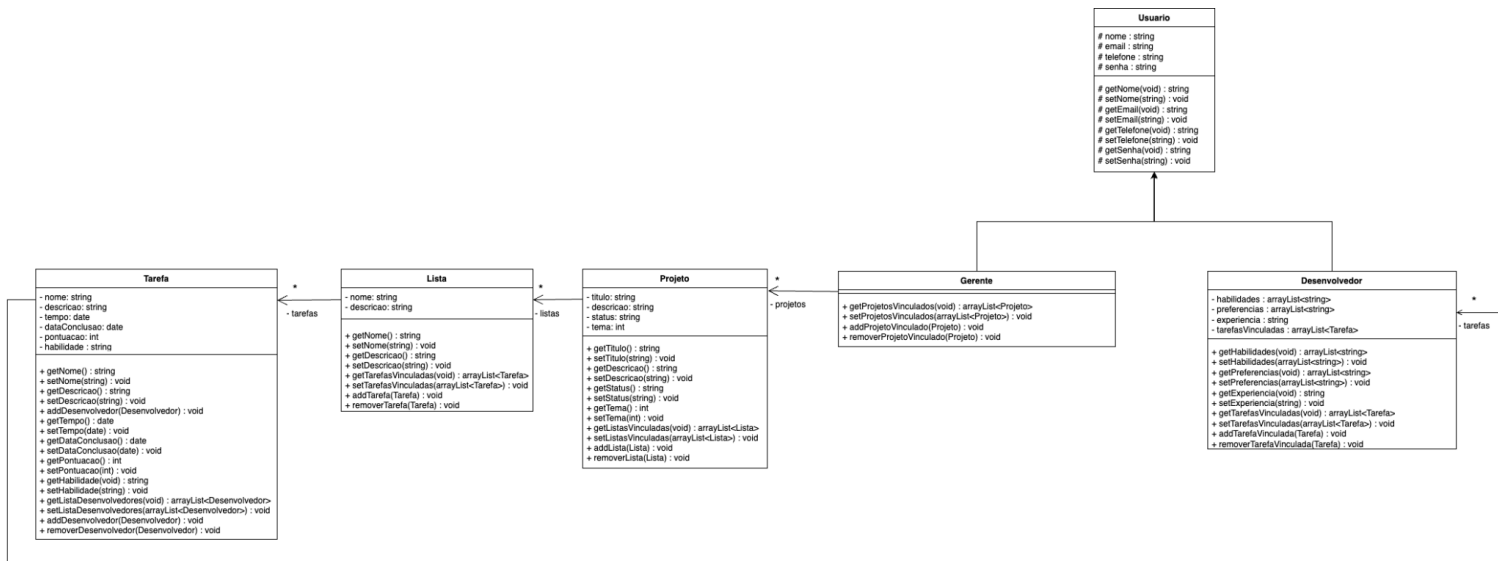 Usuario
# nome : string
# email : string
# telefone : string
# senha : string
# getNome(void) : string
# setNome(string) : void
# getEmail(void) : string
# setEmail(string) : void
# getTelefone(void) : string
# setTelefone(string) : void
# getSenha(void) : string
# setSenha(string) : void
Tarefa
- nome: string
- descricao: string
- tempo: date
- dataConclusao: date
- pontuacao: int
- habilidade : string
+ getNome() : string
+ setNome(string) : void
+ getDescricao() : string
+ setDescricao(string) : void
+ addDesenvolvedor(Desenvolvedor) : void
+ getTempo() : date
+ setTempo(date) : void
+ getDataConclusao() : date
+ setDataConclusao(date) : void
+ getPontuacao() : int
+ setPontuacao(int) : void
+ getHabilidade(void) : string
+ setHabilidade(string) : void
+ getListaDesenvolvedores(void) : arrayList<Desenvolvedor>
+ setListaDesenvolvedores(arrayList<Desenvolvedor>) : void
+ addDesenvolvedor(Desenvolvedor) : void
+ removerDesenvolvedor(Desenvolvedor) : void
*
- tarefas
Lista
- nome: string
- descricao: string
+ getNome() : string
+ setNome(string) : void
+ getDescricao() : string
+ setDescricao(string) : void
+ getTarefasVinculadas(void) : arrayList<Tarefa>
+ setTarefasVinculadas(arrayList<Tarefa>) : void
+ addTarefa(Tarefa) : void
+ removerTarefa(Tarefa) : void
*
- listas
Projeto
- titulo: string
- descricao: string
- status: string
- tema: int
+ getTitulo() : string
+ setTitulo(string) : void
+ getDescricao() : string
+ setDescricao(string) : void
+ getStatus() : string
+ setStatus(string) : void
+ getTema() : int
+ setTema(int) : void
+ getListasVinculadas(void) : arrayList<Lista>
+ setListasVinculadas(arrayList<Lista>) : void
+ addLista(Lista) : void
+ removerLista(Lista) : void
*
- projetos
Gerente
+ getProjetosVinculados(void) : arrayList<Projeto>
+ setProjetosVinculados(arrayList<Projeto>) : void
+ addProjetoVinculado(Projeto) : void
+ removerProjetoVinculado(Projeto) : void
Desenvolvedor
- habilidades : arrayList<string>
- preferencias : arrayList<string>
- experiencia : string
- tarefasVinculadas : arrayList<Tarefa>
+ getHabilidades(void) : arrayList<string>
+ setHabilidades(arrayList<string>) : void
+ getPreferencias(void) : arrayList<string>
+ setPreferencias(arrayList<string>) : void
+ getExperiencia(void) : string
+ setExperiencia(string) : void
+ getTarefasVinculadas(void) : arrayList<Tarefa>
+ setTarefasVinculadas(arrayList<Tarefa>) : void
+ addTarefaVinculada(Tarefa) : void
+ removerTarefaVinculada(Tarefa) : void
*
- tarefas